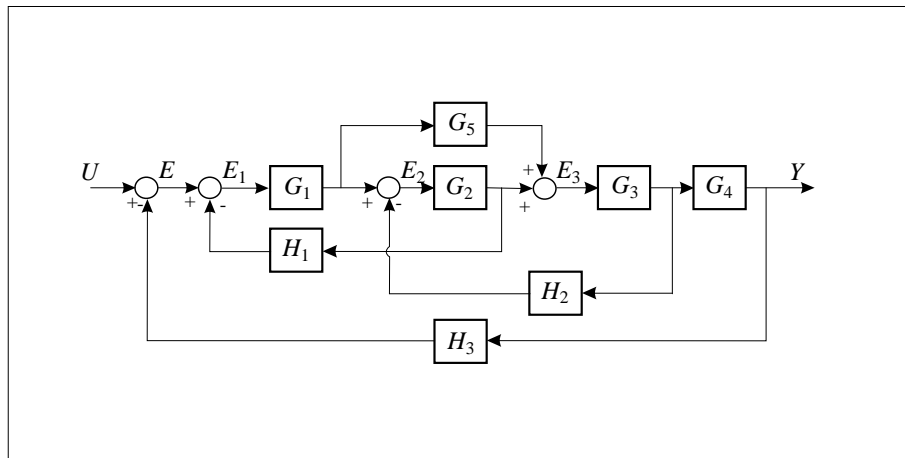 G5
U E E1 G1 E2 G2 E3 G3 G4 Y
+- + - + - + +
H1
H2
H3